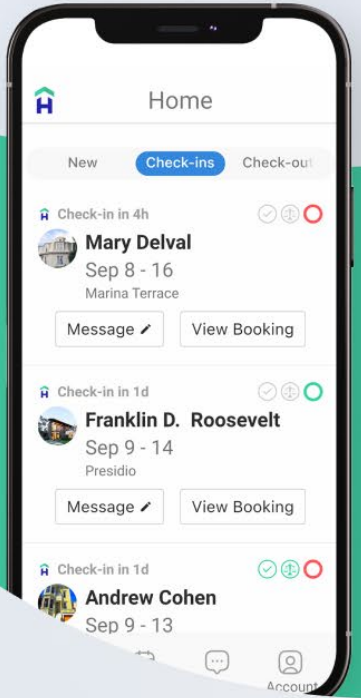 Home
New Check-ins Check-out
Check-in in 4h
Mary Delval
Sep 8 - 16
Marina Terrace
Message View Booking
Check-in in 1d
Franklin D. Roosevelt
Sep 9 - 14
Presidio
Message View Booking
Check-in in 1d
Andrew Cohen
Sep 9 - 13
Account